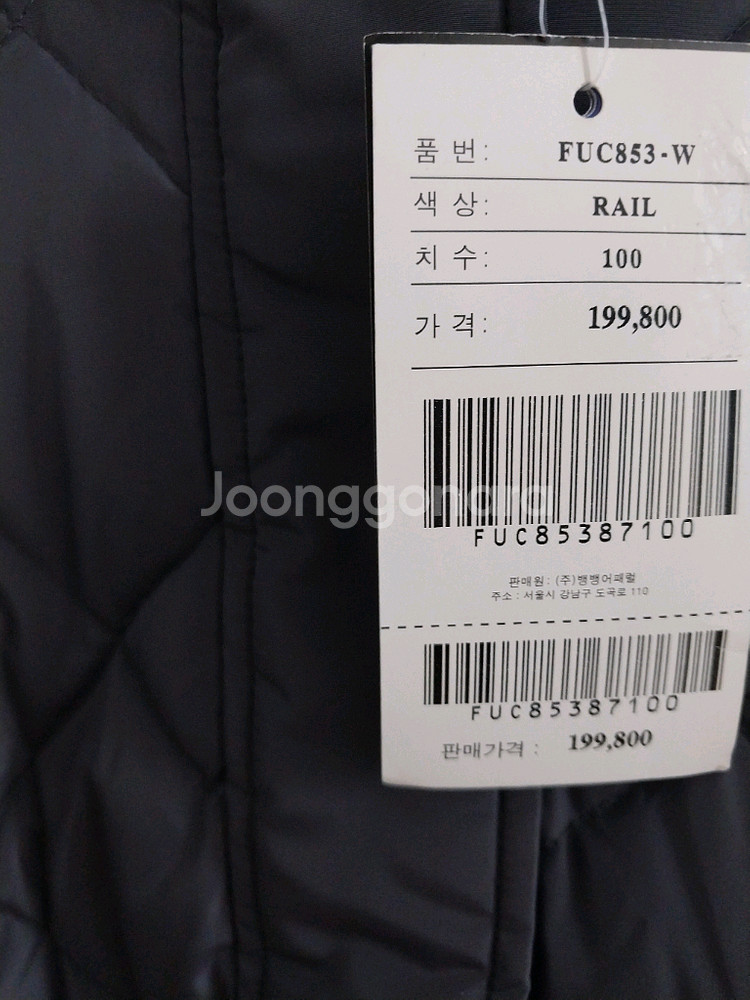 품 번: FUC853-W
색 상: RAIL
치 수: 100
가 격: 199,800
Joonggonara
FUC85387100
판매원 : (주)뱅뱅어패럴
주소 : 서울시 강남구 도곡로 110
FUC85387100
판매가격 : 199,800